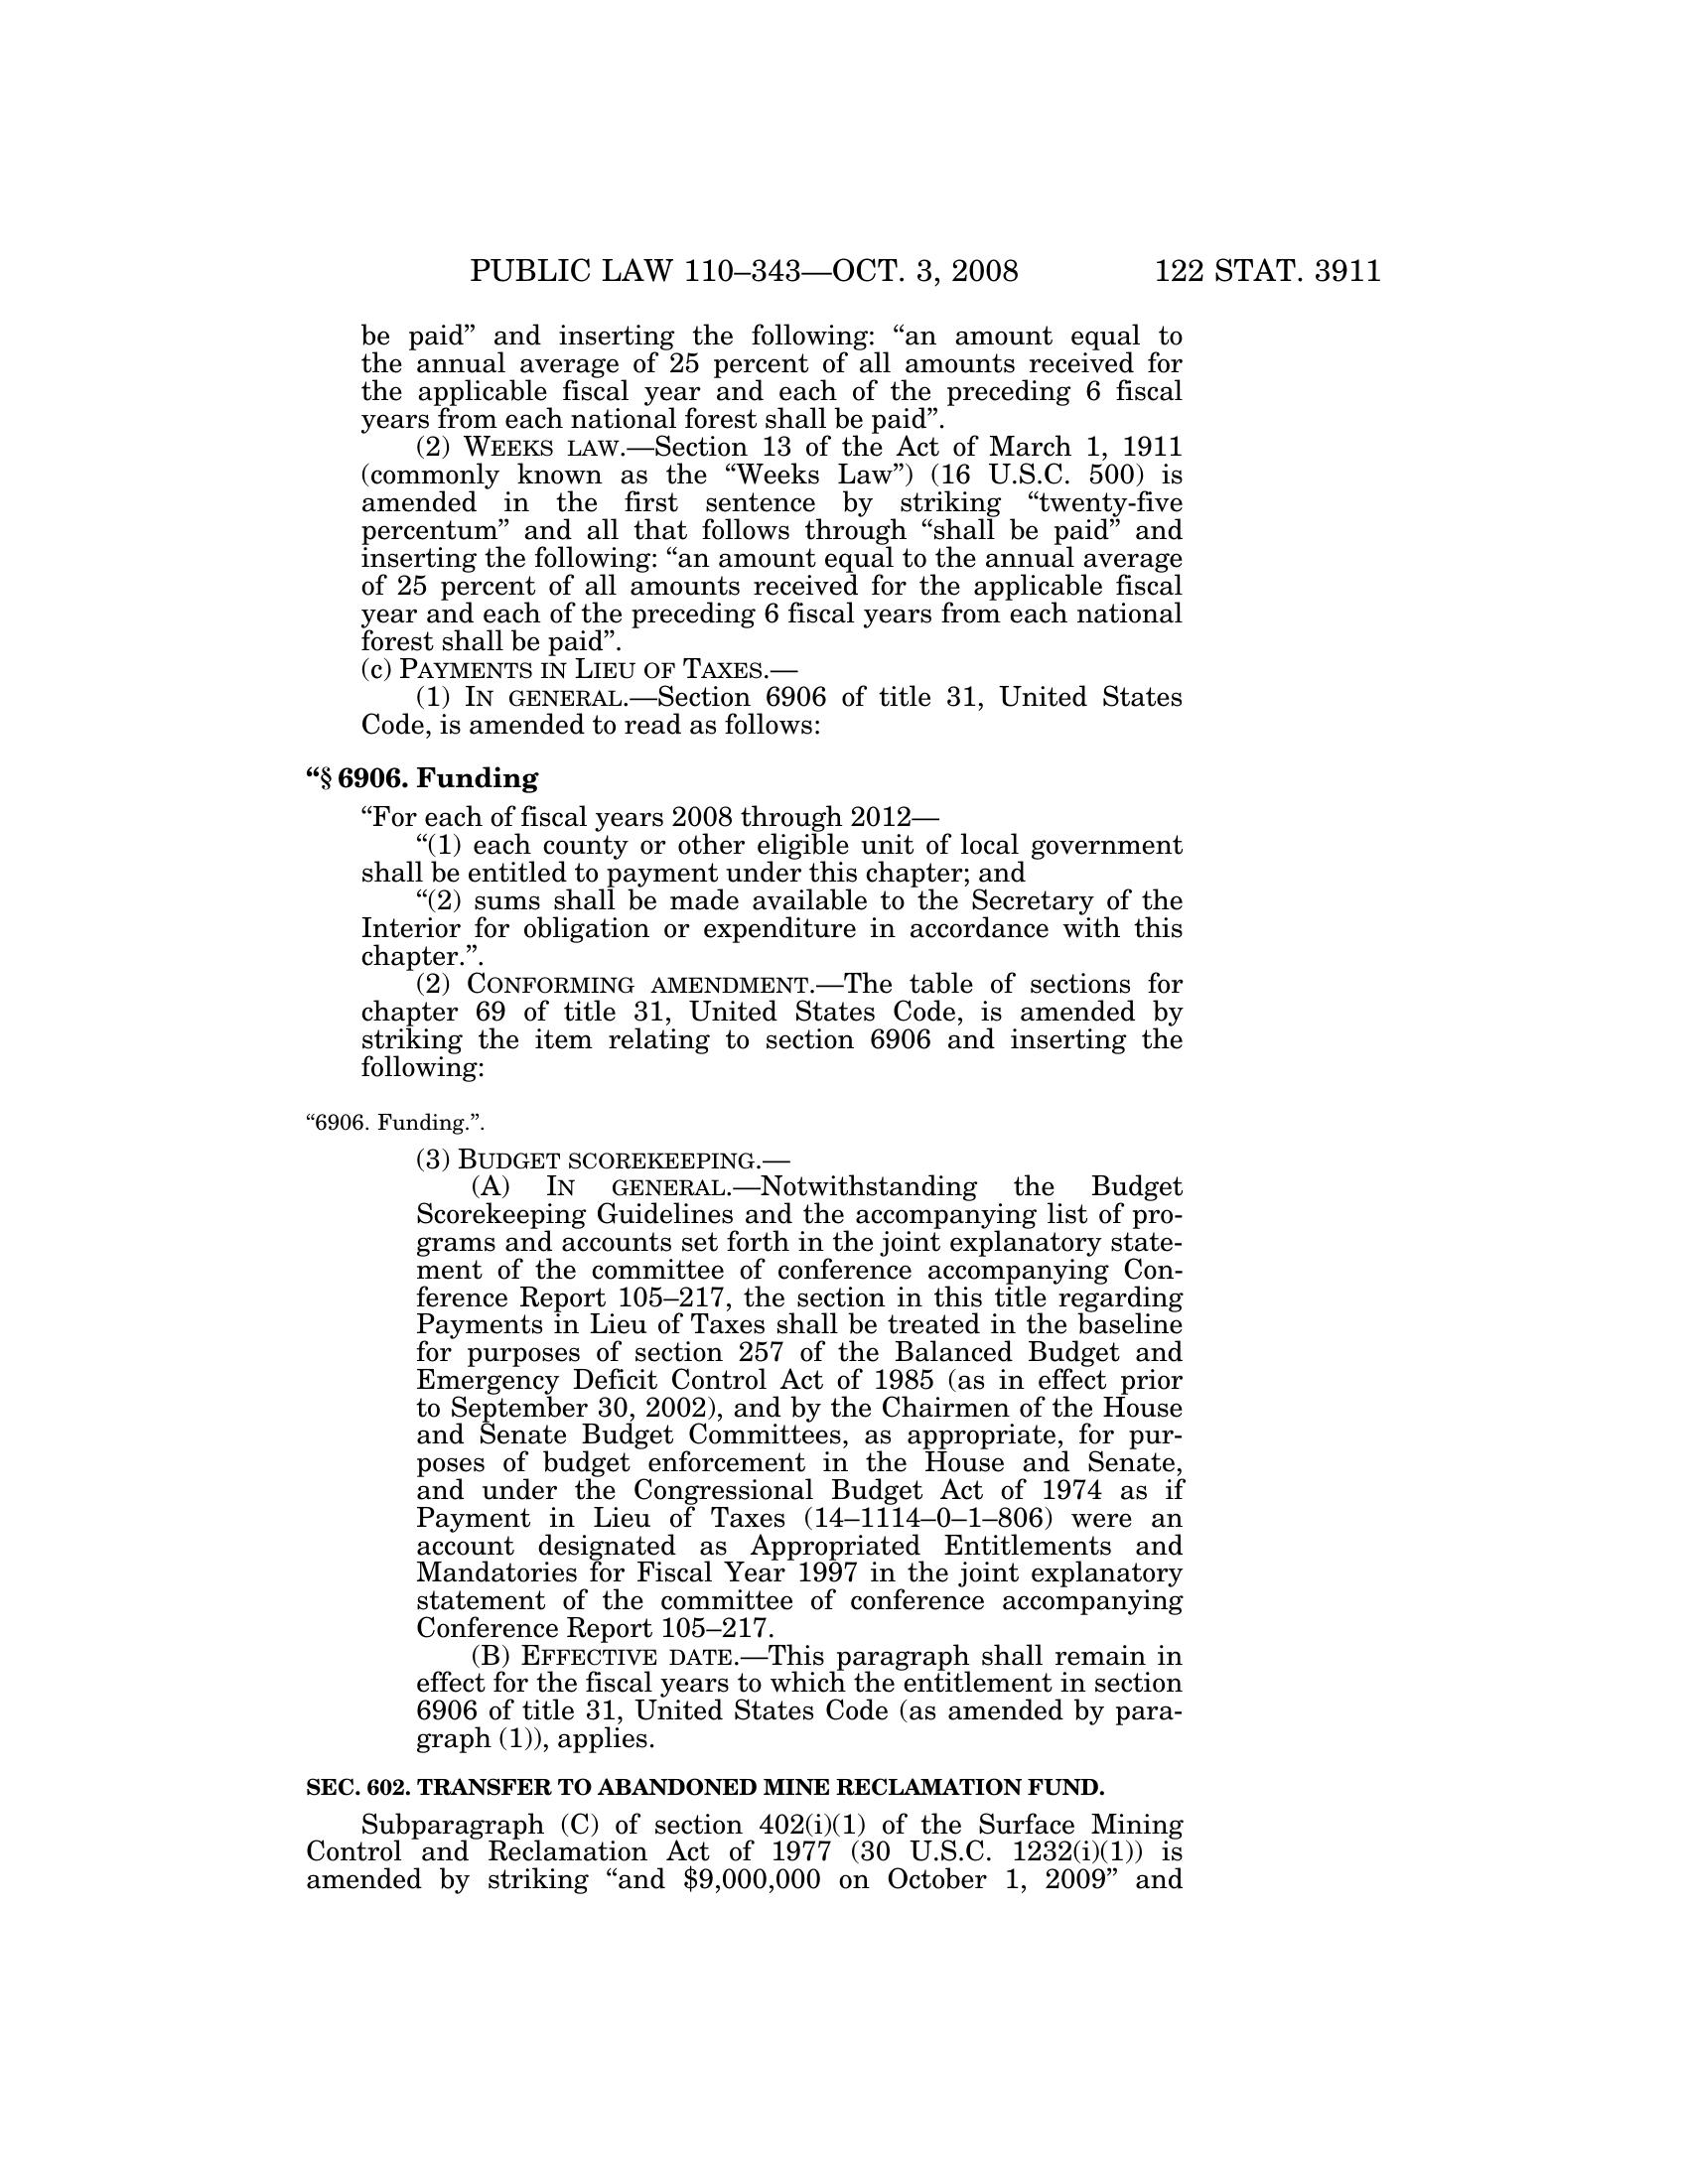 PUBLIC LAW 110–343—OCT. 3, 2008 122 STAT. 3911
be paid” and inserting the following: “an amount equal to
the annual average of 25 percent of all amounts received for
the applicable fiscal year and each of the preceding 6 fiscal
years from each national forest shall be paid”.
(2) WEEKS LAW.—Section 13 of the Act of March 1, 1911
(commonly known as the “Weeks Law”) (16 U.S.C. 500) is
amended in the first sentence by striking “twenty-five
percentum” and all that follows through “shall be paid” and
inserting the following: “an amount equal to the annual average
of 25 percent of all amounts received for the applicable fiscal
year and each of the preceding 6 fiscal years from each national
forest shall be paid”.
(c) PAYMENTS IN LIEU OF TAXES.—
(1) IN GENERAL.—Section 6906 of title 31, United States
Code, is amended to read as follows:
“§ 6906. Funding
“For each of fiscal years 2008 through 2012—
“(1) each county or other eligible unit of local government
shall be entitled to payment under this chapter; and
“(2) sums shall be made available to the Secretary of the
Interior for obligation or expenditure in accordance with this
chapter.”.
(2) CONFORMING AMENDMENT.—The table of sections for
chapter 69 of title 31, United States Code, is amended by
striking the item relating to section 6906 and inserting the
following:
“6906. Funding.”.
(3) BUDGET SCOREKEEPING.—
(A) IN GENERAL.—Notwithstanding the Budget
Scorekeeping Guidelines and the accompanying list of pro-
grams and accounts set forth in the joint explanatory state-
ment of the committee of conference accompanying Con-
ference Report 105–217, the section in this title regarding
Payments in Lieu of Taxes shall be treated in the baseline
for purposes of section 257 of the Balanced Budget and
Emergency Deficit Control Act of 1985 (as in effect prior
to September 30, 2002), and by the Chairmen of the House
and Senate Budget Committees, as appropriate, for pur-
poses of budget enforcement in the House and Senate,
and under the Congressional Budget Act of 1974 as if
Payment in Lieu of Taxes (14–1114–0–1–806) were an
account designated as Appropriated Entitlements and
Mandatories for Fiscal Year 1997 in the joint explanatory
statement of the committee of conference accompanying
Conference Report 105–217.
(B) EFFECTIVE DATE.—This paragraph shall remain in
effect for the fiscal years to which the entitlement in section
6906 of title 31, United States Code (as amended by para-
graph (1)), applies.
SEC. 602. TRANSFER TO ABANDONED MINE RECLAMATION FUND.
Subparagraph (C) of section 402(i)(1) of the Surface Mining
Control and Reclamation Act of 1977 (30 U.S.C. 1232(i)(1)) is
amended by striking “and $9,000,000 on October 1, 2009” and